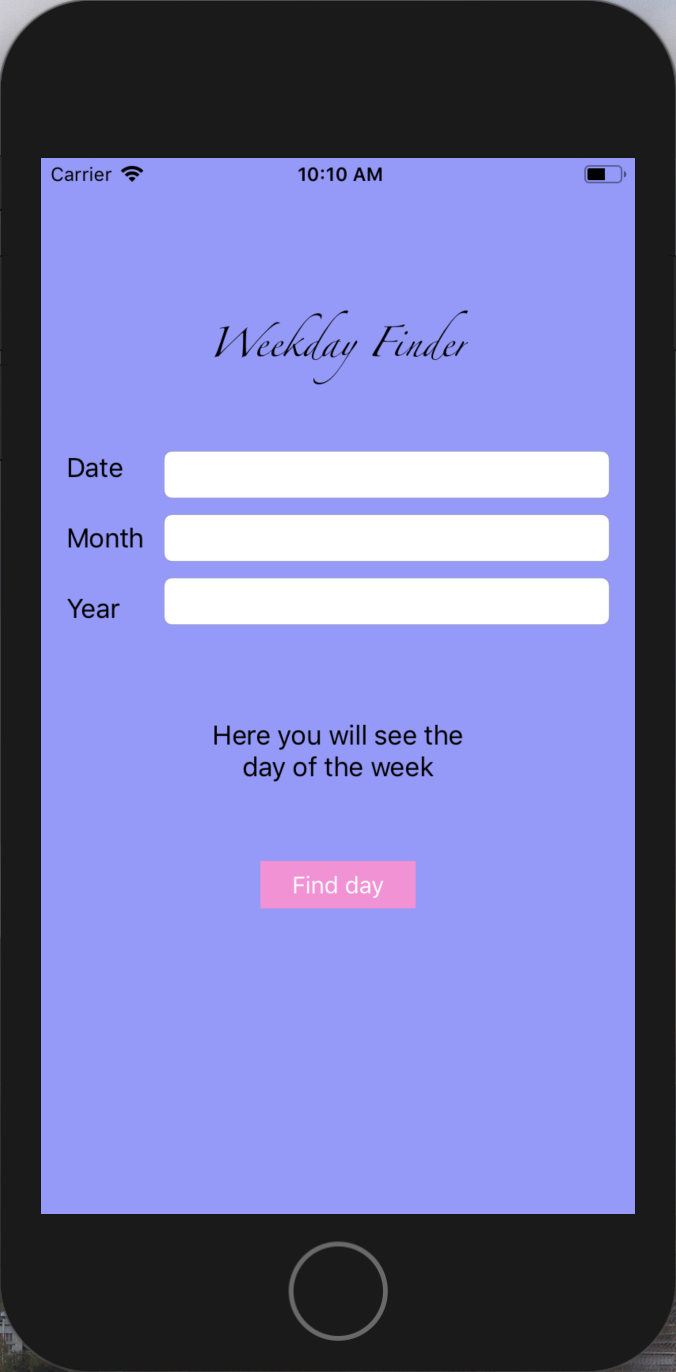 Carrier 10:10 AM
Weekday Finder
Date
Month
Year
Here you will see the
day of the week
Find day